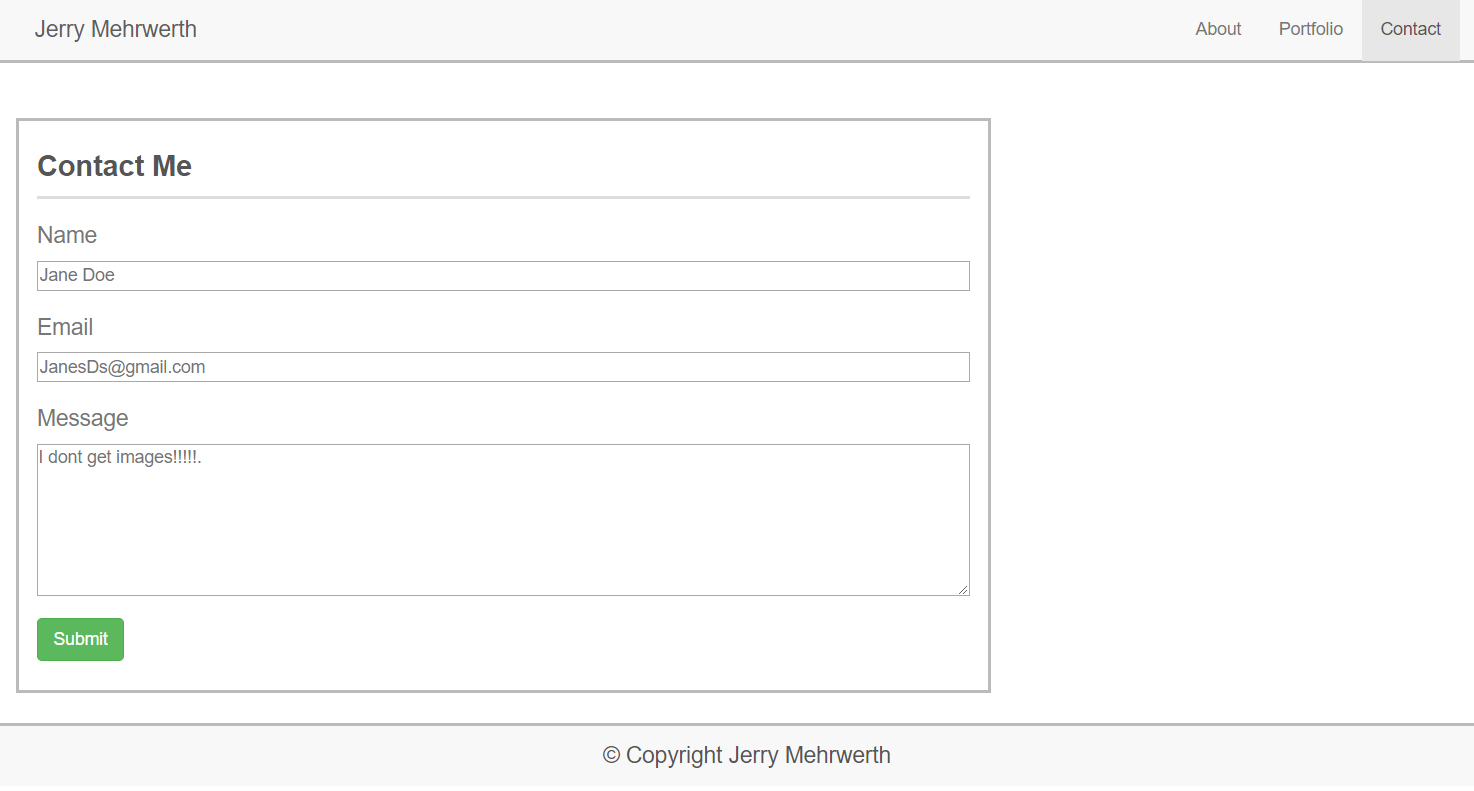 Jerry Mehrwerth
About Portfolio Contact
Contact Me
Name
Jane Doe
Email
JanesDs@gmail.com
Message
I dont get images!!!!!.
Submit
© Copyright Jerry Mehrwerth